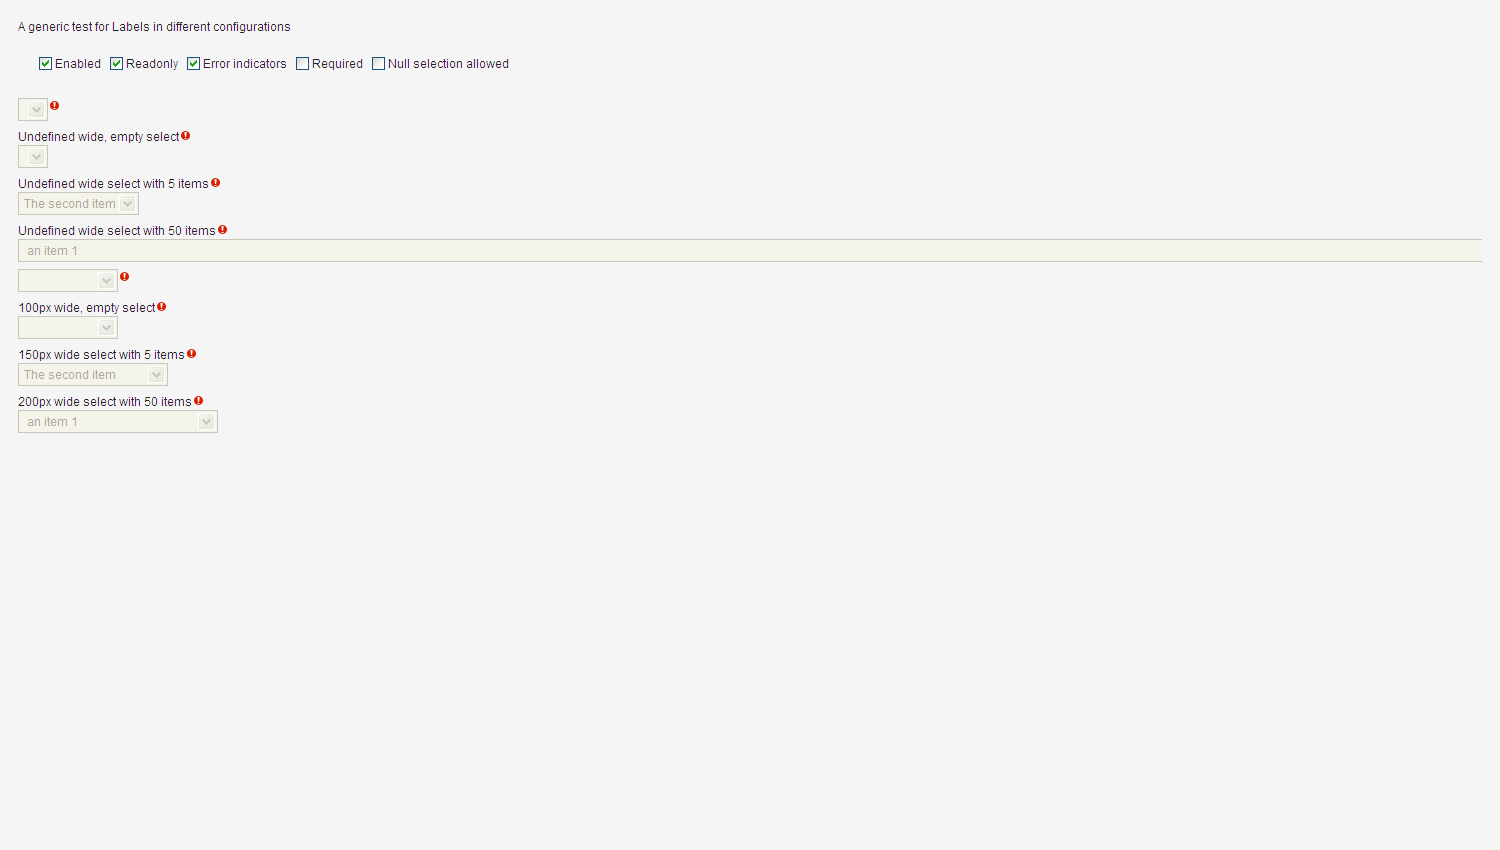 A generic test for Labels in different configurations
Enabled Readonly Error indicators Required Null selection allowed
Undefined wide, empty select
Undefined wide select with 5 items
The second item
Undefined wide select with 50 items
an item 1
100px wide, empty select
150px wide select with 5 items
The second item
200px wide select with 50 items
an item 1